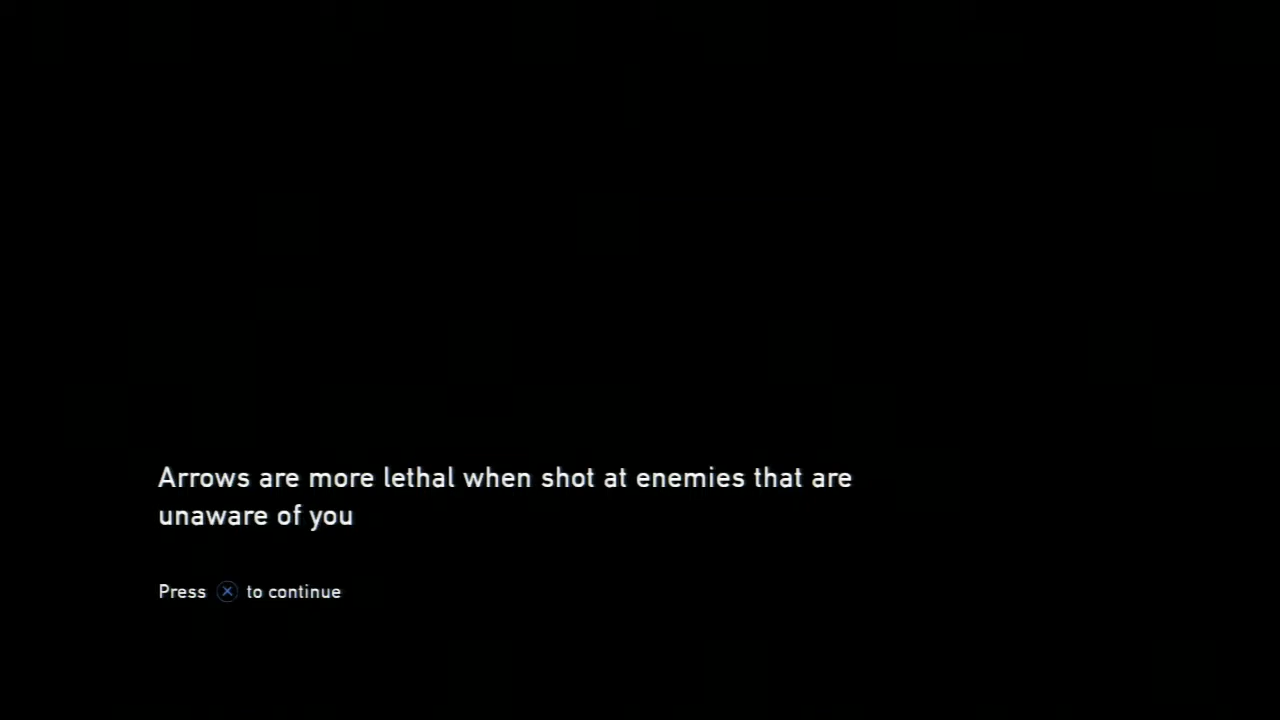 Arrows are more lethal when shot at enemies that are
unaware of you
Press ⓧ to continue